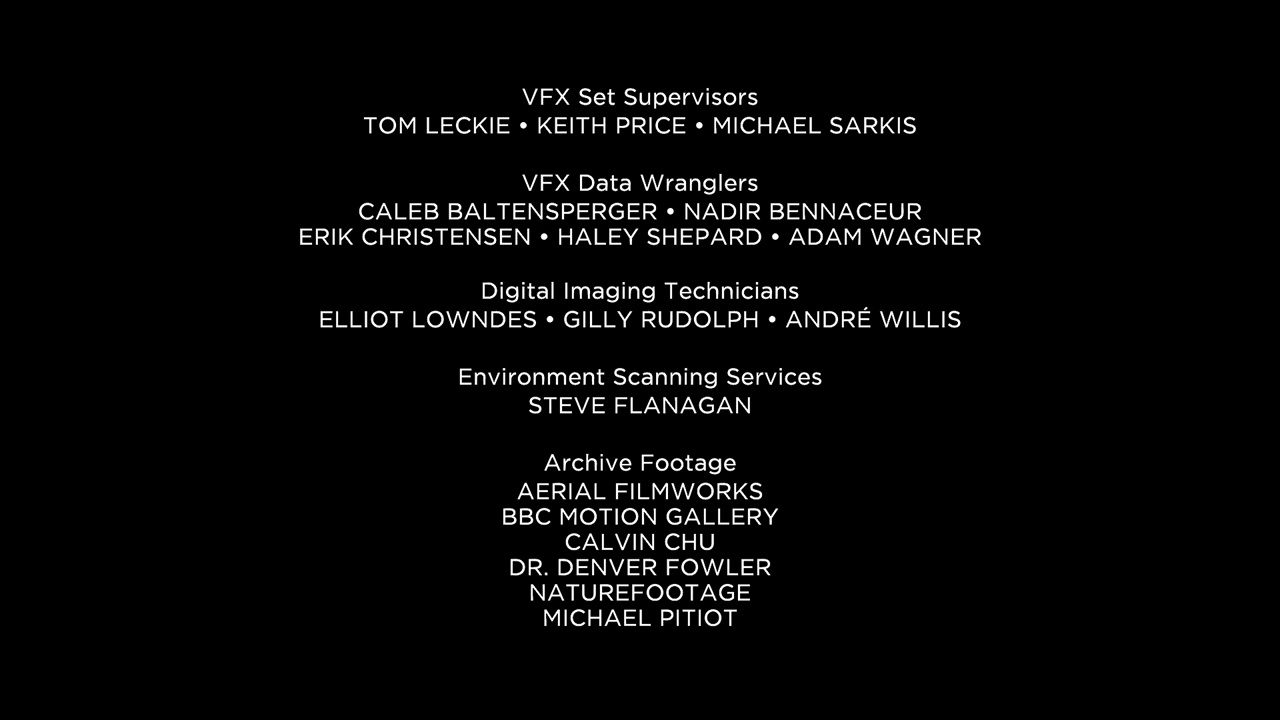 VFX Set Supervisors
TOM LECKIE • KEITH PRICE • MICHAEL SARKIS
VFX Data Wranglers
CALEB BALTENSPERGER • NADIR BENNACEUR
ERIK CHRISTENSEN • HALEY SHEPARD • ADAM WAGNER
Digital Imaging Technicians
ELLIOT LOWNDES • GILLY RUDOLPH • ANDRÉ WILLIS
Environment Scanning Services
STEVE FLANAGAN
Archive Footage
AERIAL FILMWORKS
BBC MOTION GALLERY
CALVIN CHU
DR. DENVER FOWLER
NATUREFOOTAGE
MICHAEL PITIOT